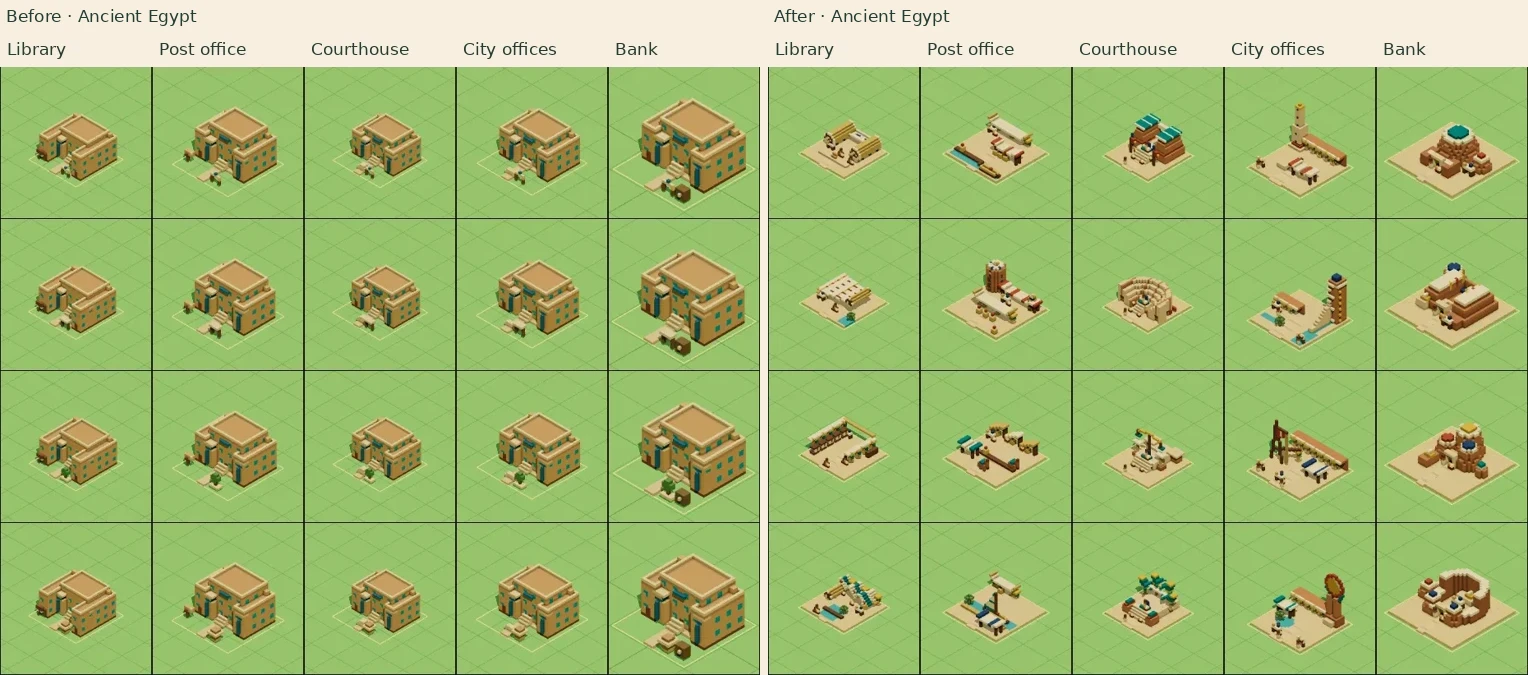 Before · Ancient Egypt
Library Post office Courthouse City offices Bank
After · Ancient Egypt
Library Post office Courthouse City offices Bank